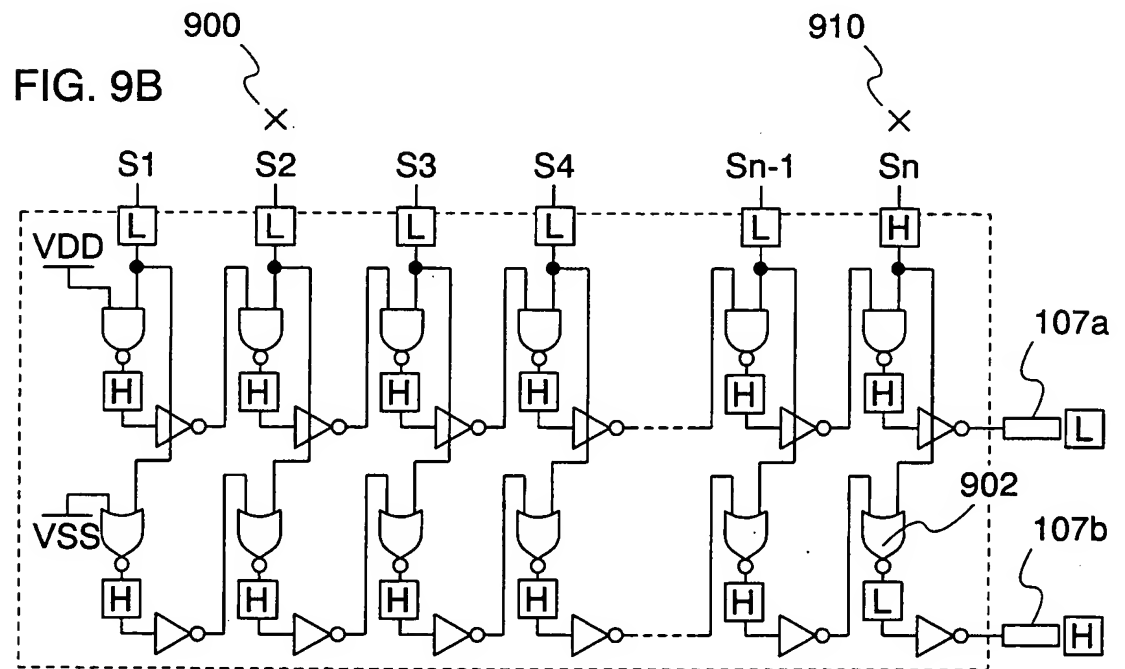 900
910
FIG. 9B
× ×
S1 S2 S3 S4 Sn-1 Sn
L L L L L H
VDD
107a
H H H H H H
L
902
VSS
107b
H H H H H L
H